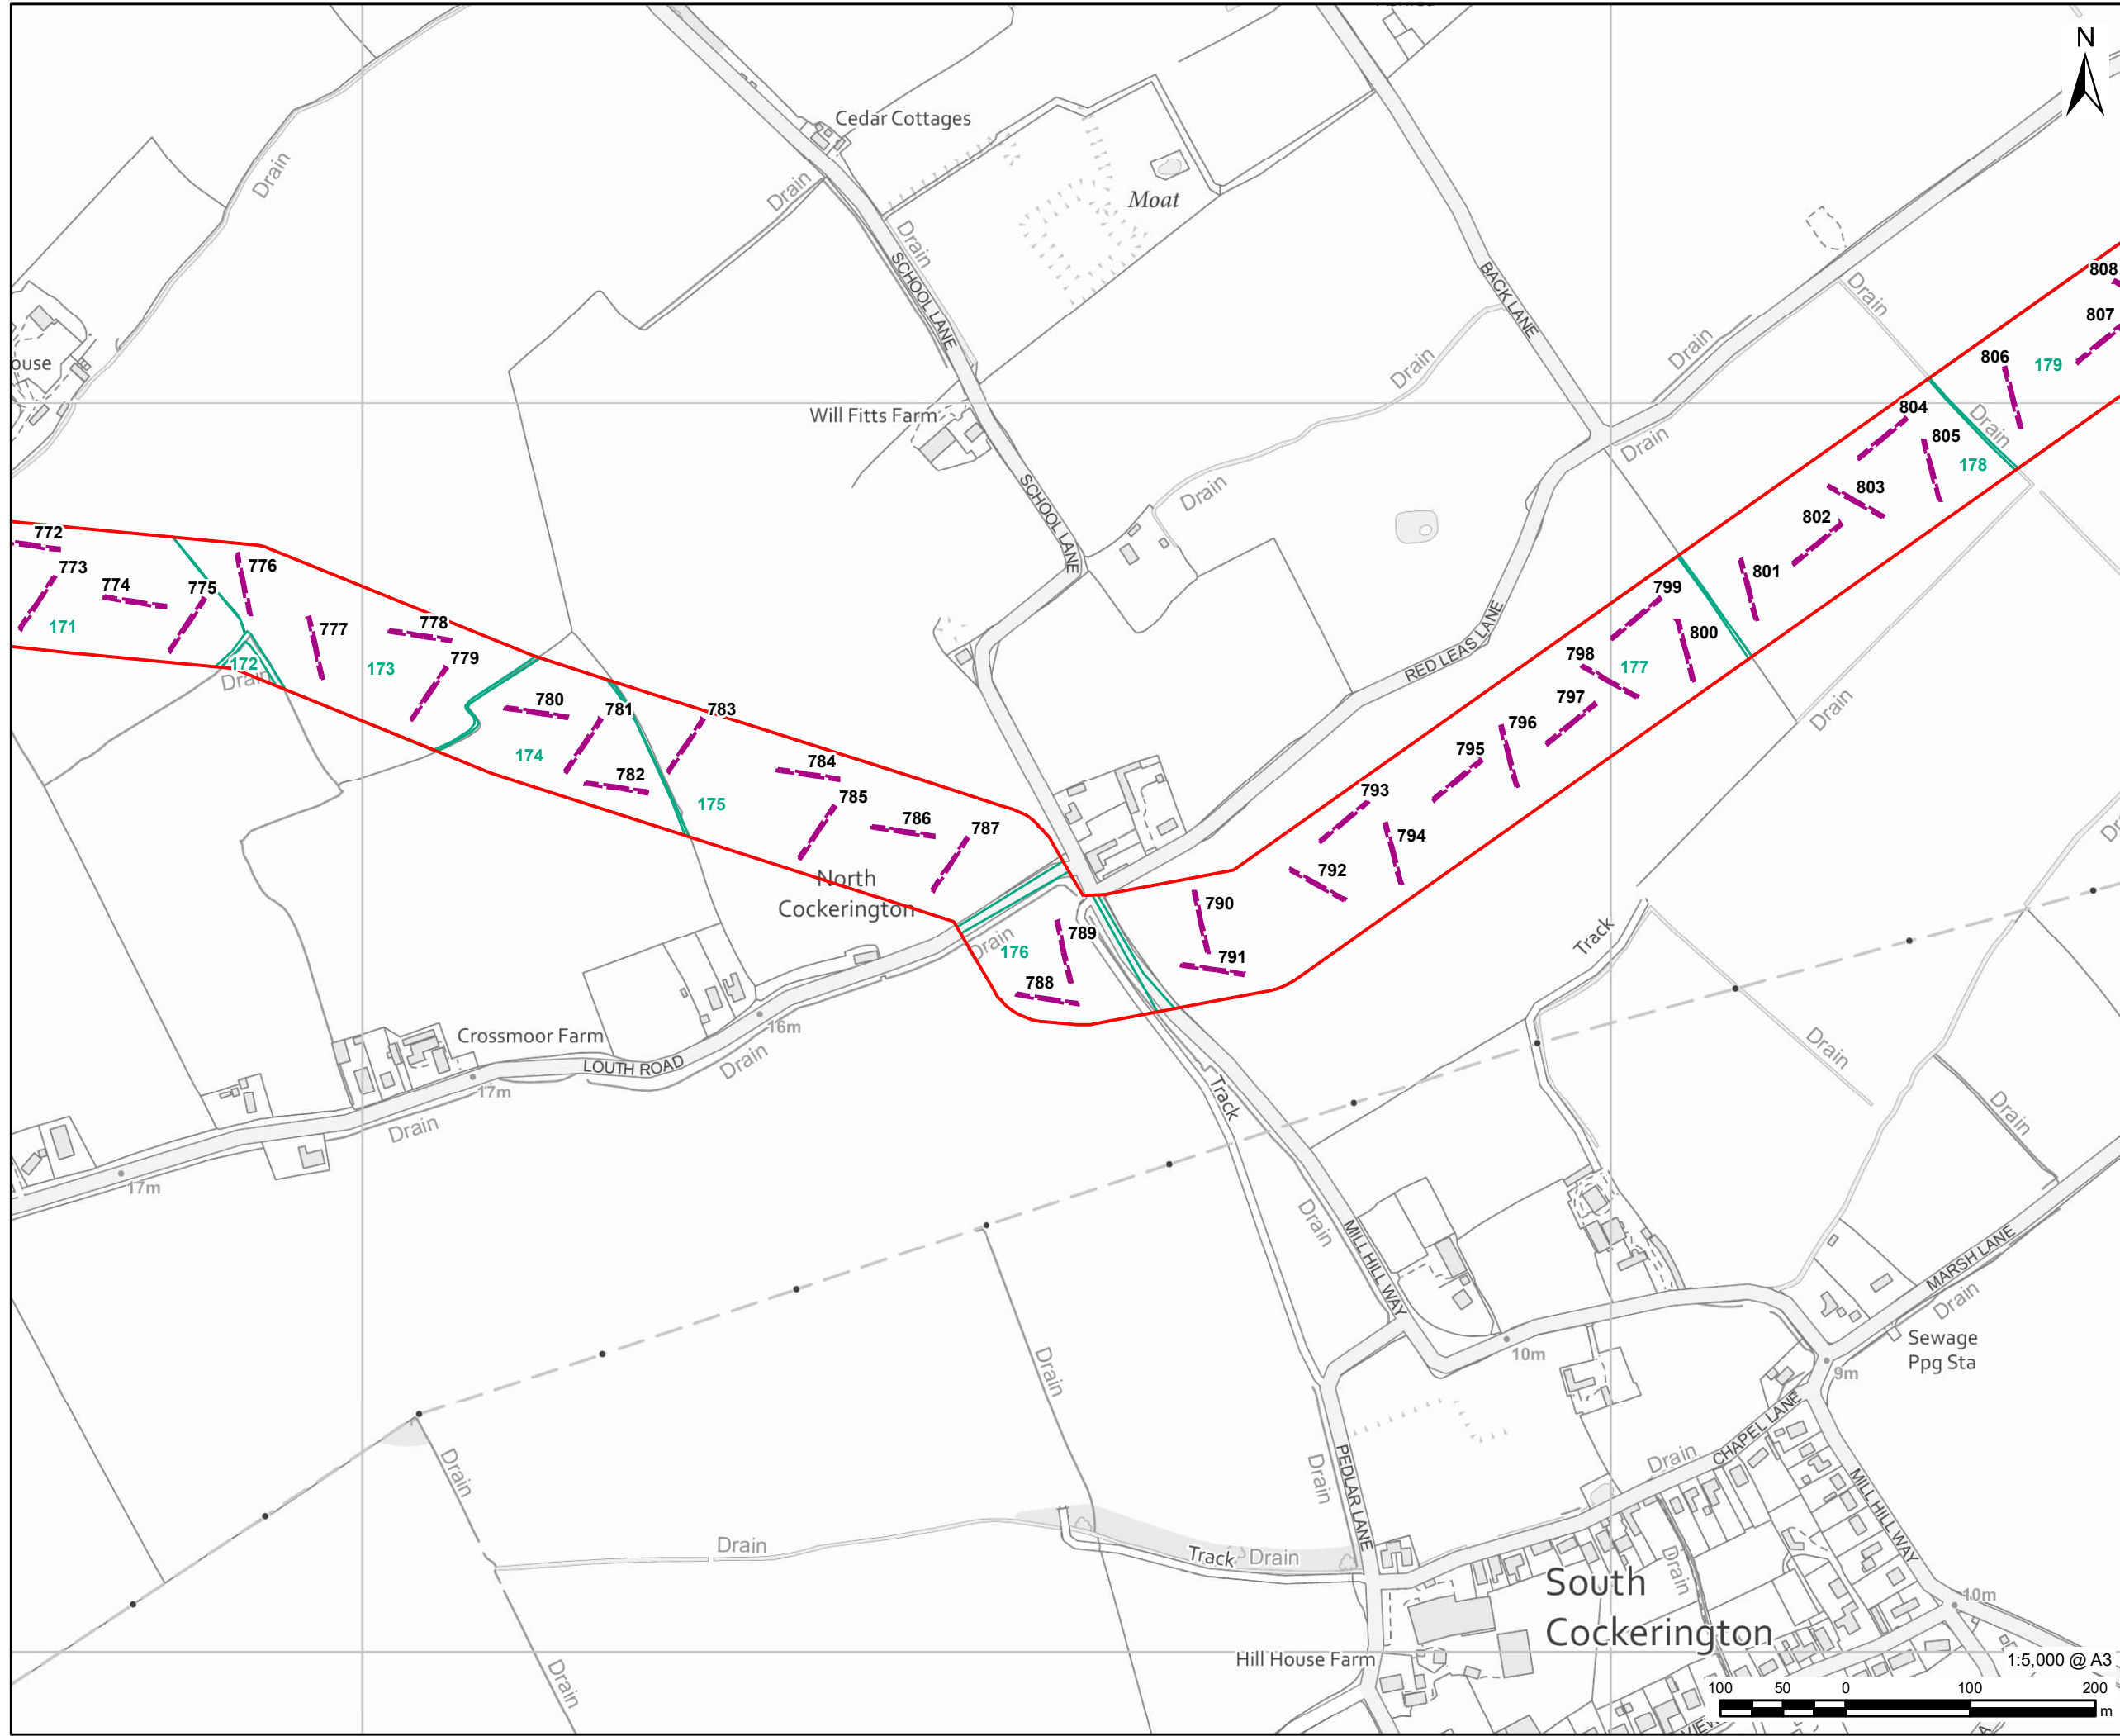 N
Cedar Cottages
Drain
Drain
Moat
Drain
SCHOOL LANE
BACK LANE
Drain
808
807
Drain
Drain
806
179
ouse
Will Fitts Farm
804
Drain
805
Drain
178
SCHOOL LANE
Drain
803
802
772
776
773
774
775
801
799
171
777
778
RED LEAS LANE
800
172
173
779
798
177
Drain
780
781
783
797
796
Drain
174
782
784
795
175
785
793
786
787
794
North
Cockerington
792
790
789
Drain
176
791
Track
788
16m
Crossmoor Farm
LOUTH ROAD
Drain
Drain
17m
Track
Drain
Drain
17m
Drain
MILL HILL WAY
MARSH LANE
Drain
Sewage
Ppg Sta
10m
9m
Drain
CHAPEL LANE
Drain
Drain
PEDLAR LANE
Drain
MILL HILL WAY
Drain
Track
Drain
Drain
South
Cockerington
10m
Hill House Farm
Drain
1:5,000 @ A3
100 50 0 100 200
m